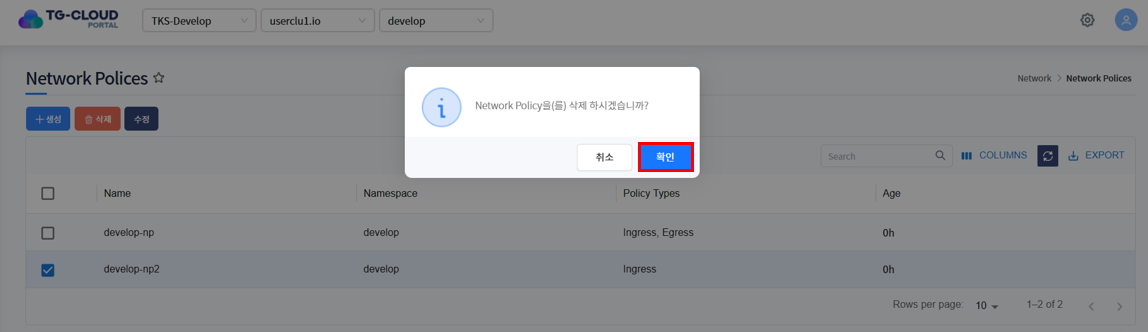 TG-CLOUD
PORTAL
TKS-Develop
userclu1.io
develop
Network Polices
Network > Network Polices
+ 생성
삭제
수정
Network Policy을(를) 삭제 하시겠습니까?
취소
확인
Search
COLUMNS
EXPORT
Name Namespace Policy Types Age
develop-np develop Ingress, Egress 0h
develop-np2 develop Ingress 0h
Rows per page: 10 1–2 of 2